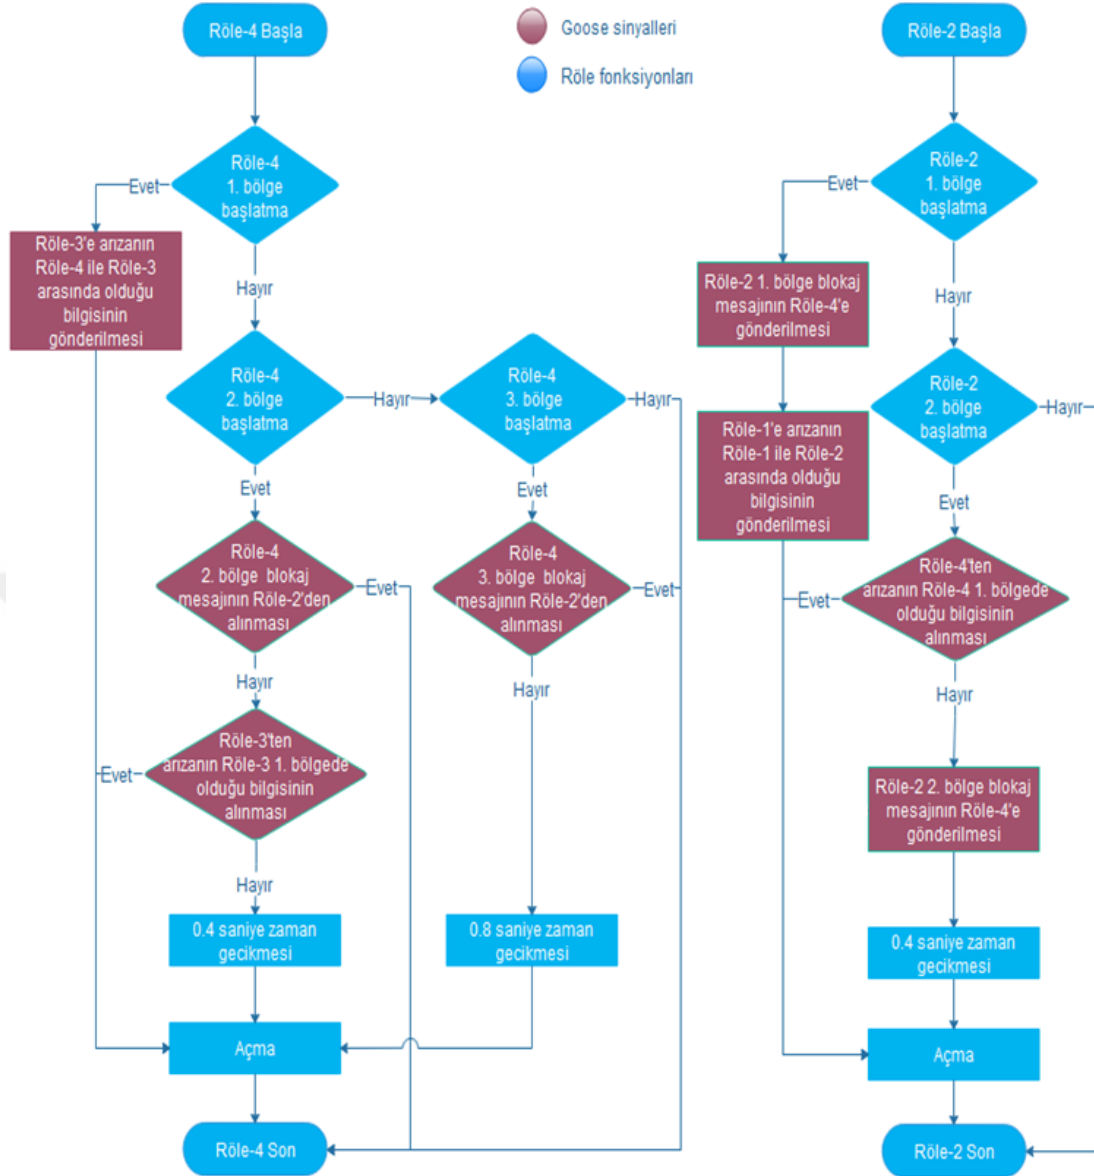 Röle-4 Başla
Goose sinyalleri
Röle fonksiyonları
Röle-2 Başla
Röle-4
1. bölge
başlatma
Evet
Hayır
Röle-3'e arızanın
Röle-4 ile Röle-3
arasında olduğu
bilgisinin
gönderilmesi
Röle-4
2. bölge
başlatma
Hayır
Evet
Röle-4
3. bölge
başlatma
Hayır
Evet
Röle-4
2. bölge blokaj
mesajının Röle-2'den
alınması
Evet
Hayır
Röle-4
3. bölge blokaj
mesajının Röle-2'den
alınması
Evet
Hayır
Röle-3'ten
arızanın Röle-3 1. bölgede
olduğu bilgisinin
alınması
Evet
Hayır
0.4 saniye zaman
gecikmesi
0.8 saniye zaman
gecikmesi
Açma
Röle-4 Son
Röle-2
1. bölge
başlatma
Evet
Hayır
Röle-2 1. bölge blokaj
mesajının Röle-4'e
gönderilmesi
Röle-1'e arızanın
Röle-1 ile Röle-2
arasında olduğu
bilgisinin
gönderilmesi
Röle-2
2. bölge
başlatma
Hayır
Evet
Röle-4'ten
arızanın Röle-4 1. bölgede
olduğu bilgisinin
alınması
Evet
Hayır
Röle-2 2. bölge blokaj
mesajının Röle-4'e
gönderilmesi
0.4 saniye zaman
gecikmesi
Açma
Röle-2 Son